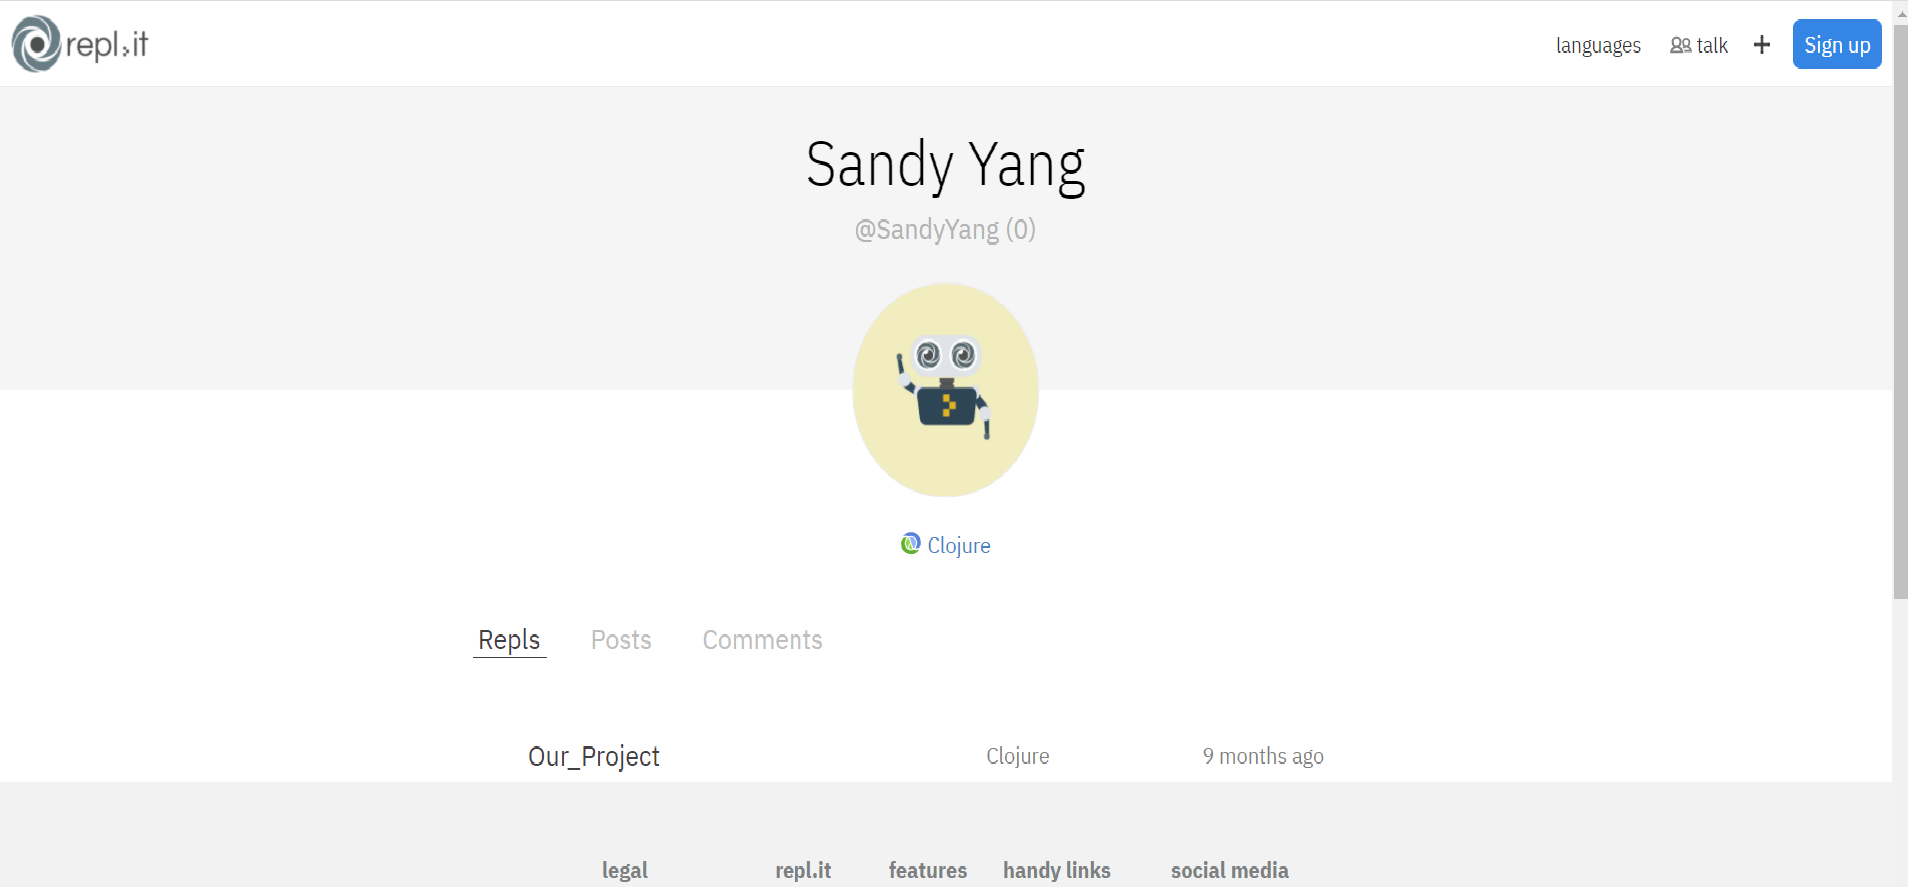 repl.it languages talk + Sign up
Sandy Yang
@SandyYang (0)
Clojure
Repls Posts Comments
Our_Project Clojure 9 months ago
legal repl.it features handy links social media